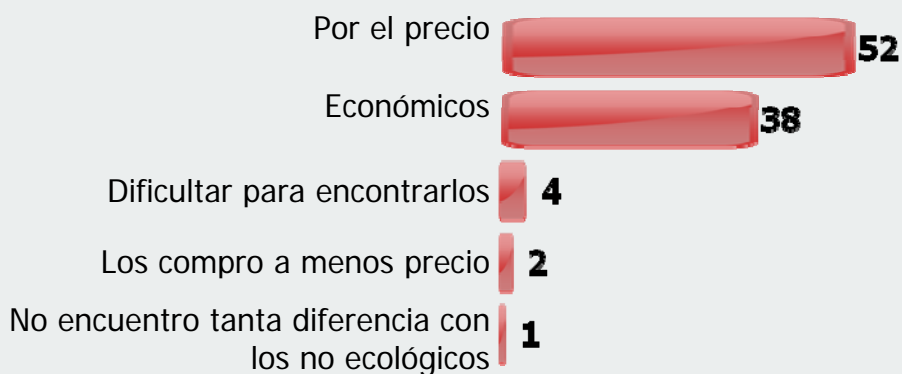 Por el precio 52
Económicos 38
Dificultar para encontrarlos 4
Los compro a menos precio 2
No encuentro tanta diferencia con
los no ecológicos 1